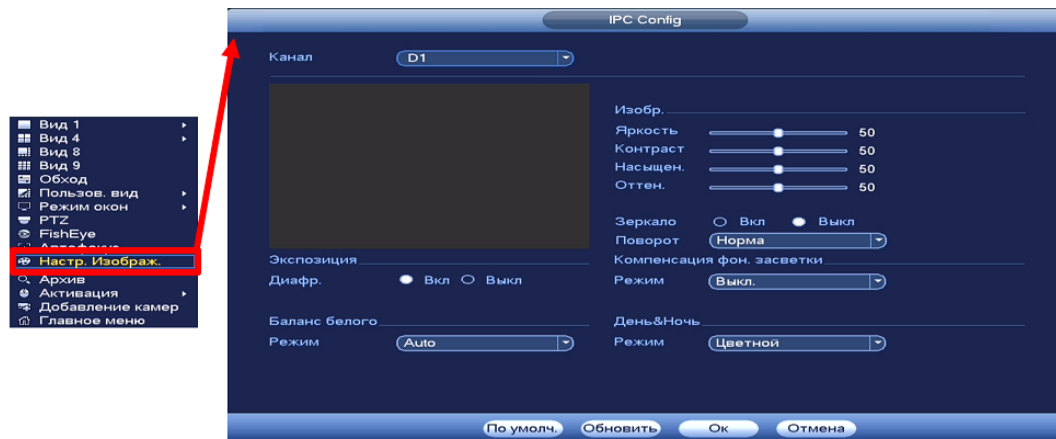 Вид 1
Вид 4
Вид 8
Вид 9
Обход
Пользов. вид
Режим окон
PTZ
FishEye
Автофокус
Настр. Изображ.
Архив
Активация
Добавление камер
Главное меню
IPC Config
Канал D1
Изобр.
Яркость 50
Контраст 50
Насыщен. 50
Оттен. 50
Зеркало Вкл Выкл
Поворот Норма
Экспозиция Компенсация фон. засветки
Диафр. Вкл Выкл Режим Выкл.
Баланс белого День&Ночь
Режим Auto Режим Цветной
По умолч. Обновить Ок Отмена